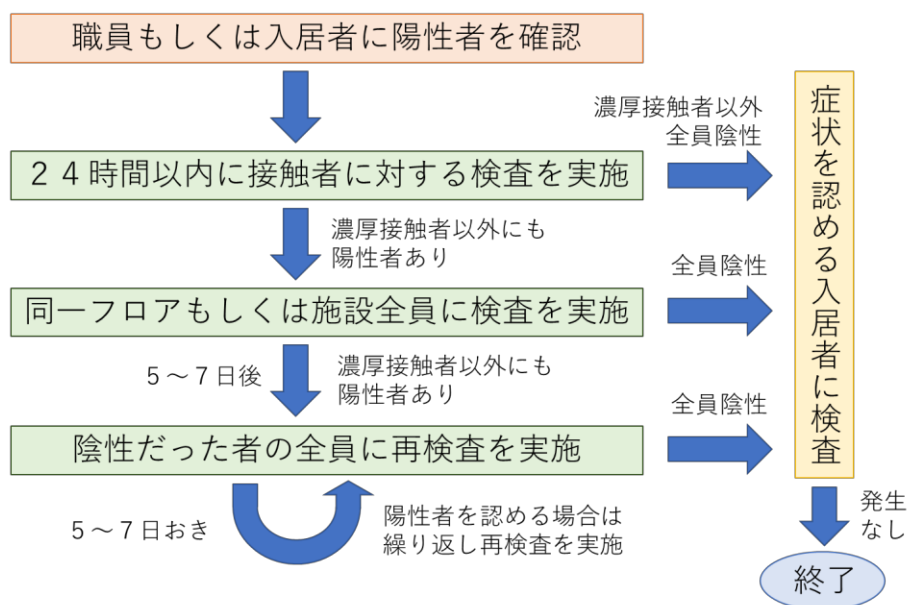 職員もしくは入居者に陽性者を確認
濃厚接触者以外
全員陰性
２４時間以内に接触者に対する検査を実施
濃厚接触者以外にも
陽性者あり
全員陰性
同一フロアもしくは施設全員に検査を実施
５〜７日後
濃厚接触者以外にも
陽性者あり
全員陰性
陰性だった者の全員に再検査を実施
５〜７日おき
陽性者を認める場合は
繰り返し再検査を実施
症状を認める入居者に検査
発生
なし
終了